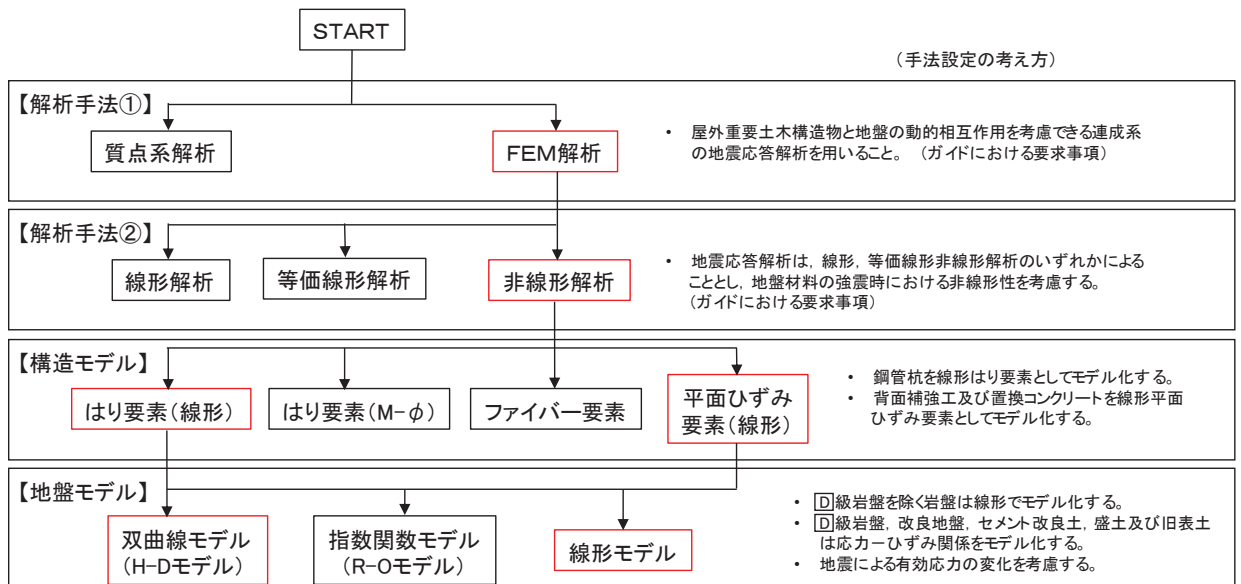 START
(手法設定の考え方)
【解析手法①】
質点系解析
FEM解析
・ 屋外重要土木構造物と地盤の動的相互作用を考慮できる連成系
の地震応答解析を用いること。 (ガイドにおける要求事項)
【解析手法②】
線形解析
等価線形解析
非線形解析
・ 地震応答解析は，線形，等価線形非線形解析のいずれかによる
こととし，地盤材料の強震時における非線形性を考慮する。
(ガイドにおける要求事項)
【構造モデル】
はり要素(線形)
はり要素(M-φ)
ファイバー要素
平面ひずみ
要素(線形)
・ 鋼管杭を線形はり要素としてモデル化する。
・ 背面補強工及び置換コンクリートを線形平面
ひずみ要素としてモデル化する。
【地盤モデル】
双曲線モデル
(H-Dモデル)
指数関数モデル
(R-Oモデル)
線形モデル
・ D級岩盤を除く岩盤は線形でモデル化する。
・ D級岩盤，改良地盤，セメント改良土，盛土及び旧表土
は応力ーひずみ関係をモデル化する。
・ 地震による有効応力の変化を考慮する。